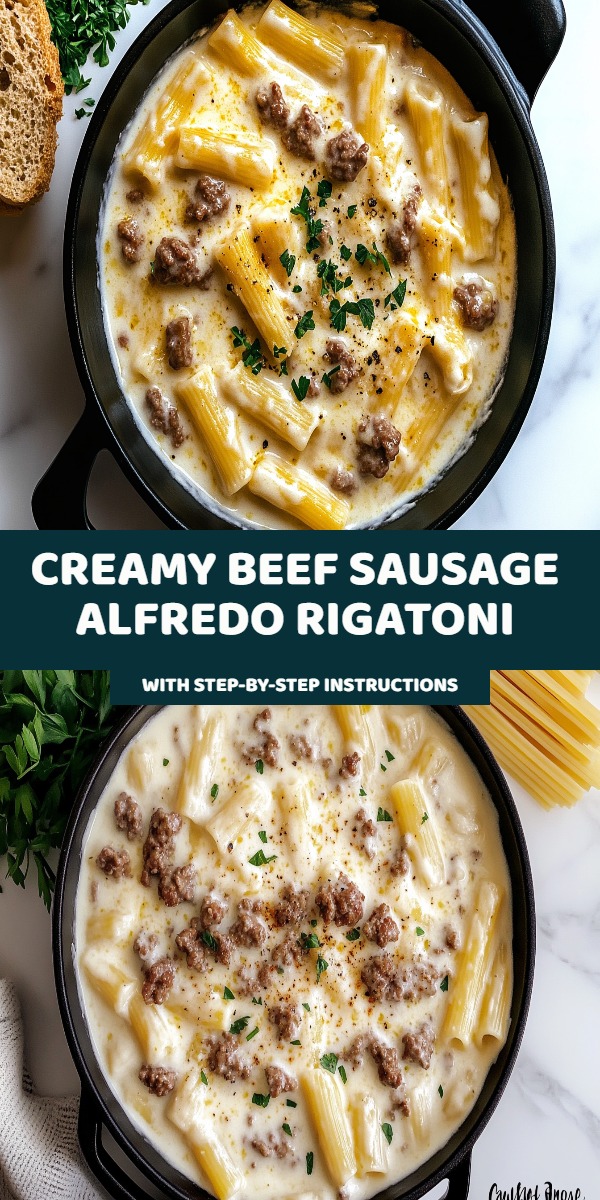 CREAMY BEEF SAUSAGE
ALFREDO RIGATONI
WITH STEP-BY-STEP INSTRUCTIONS